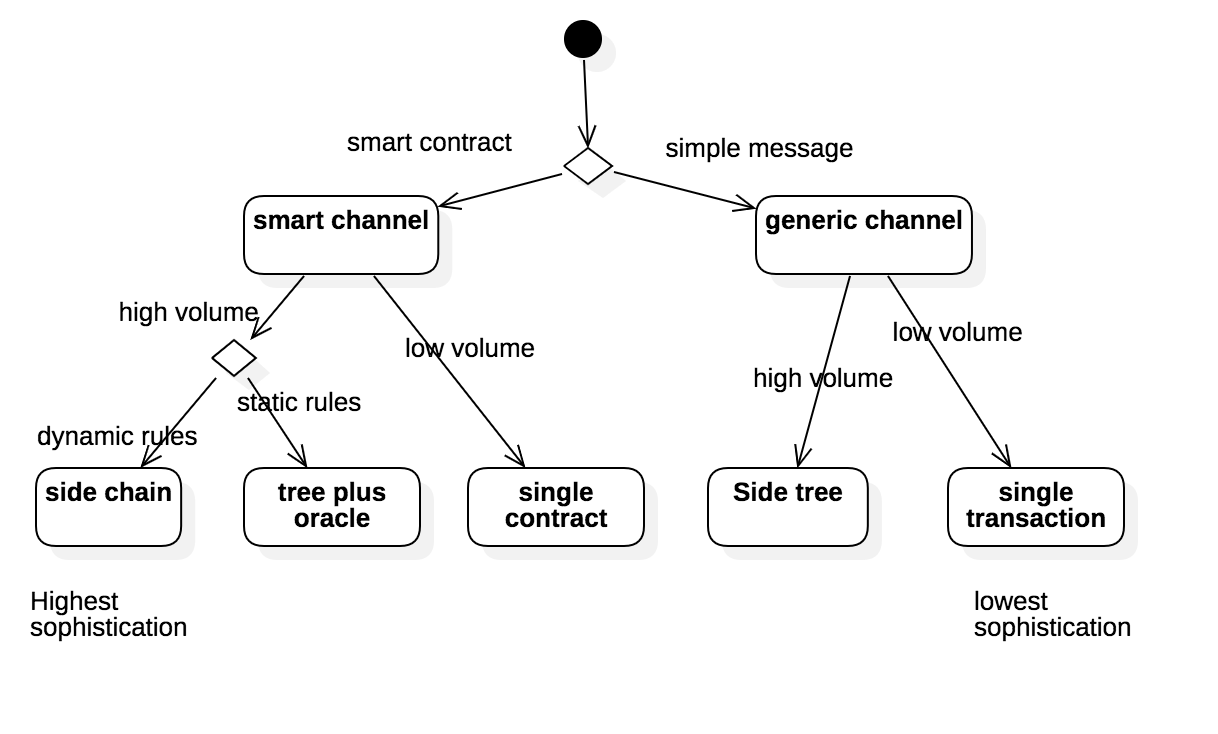 smart contract
simple message
smart channel
generic channel
high volume
low volume
low volume
high volume
static rules
dynamic rules
side chain
tree plus
oracle
single
contract
Side tree
single
transaction
Highest
sophistication
lowest
sophistication